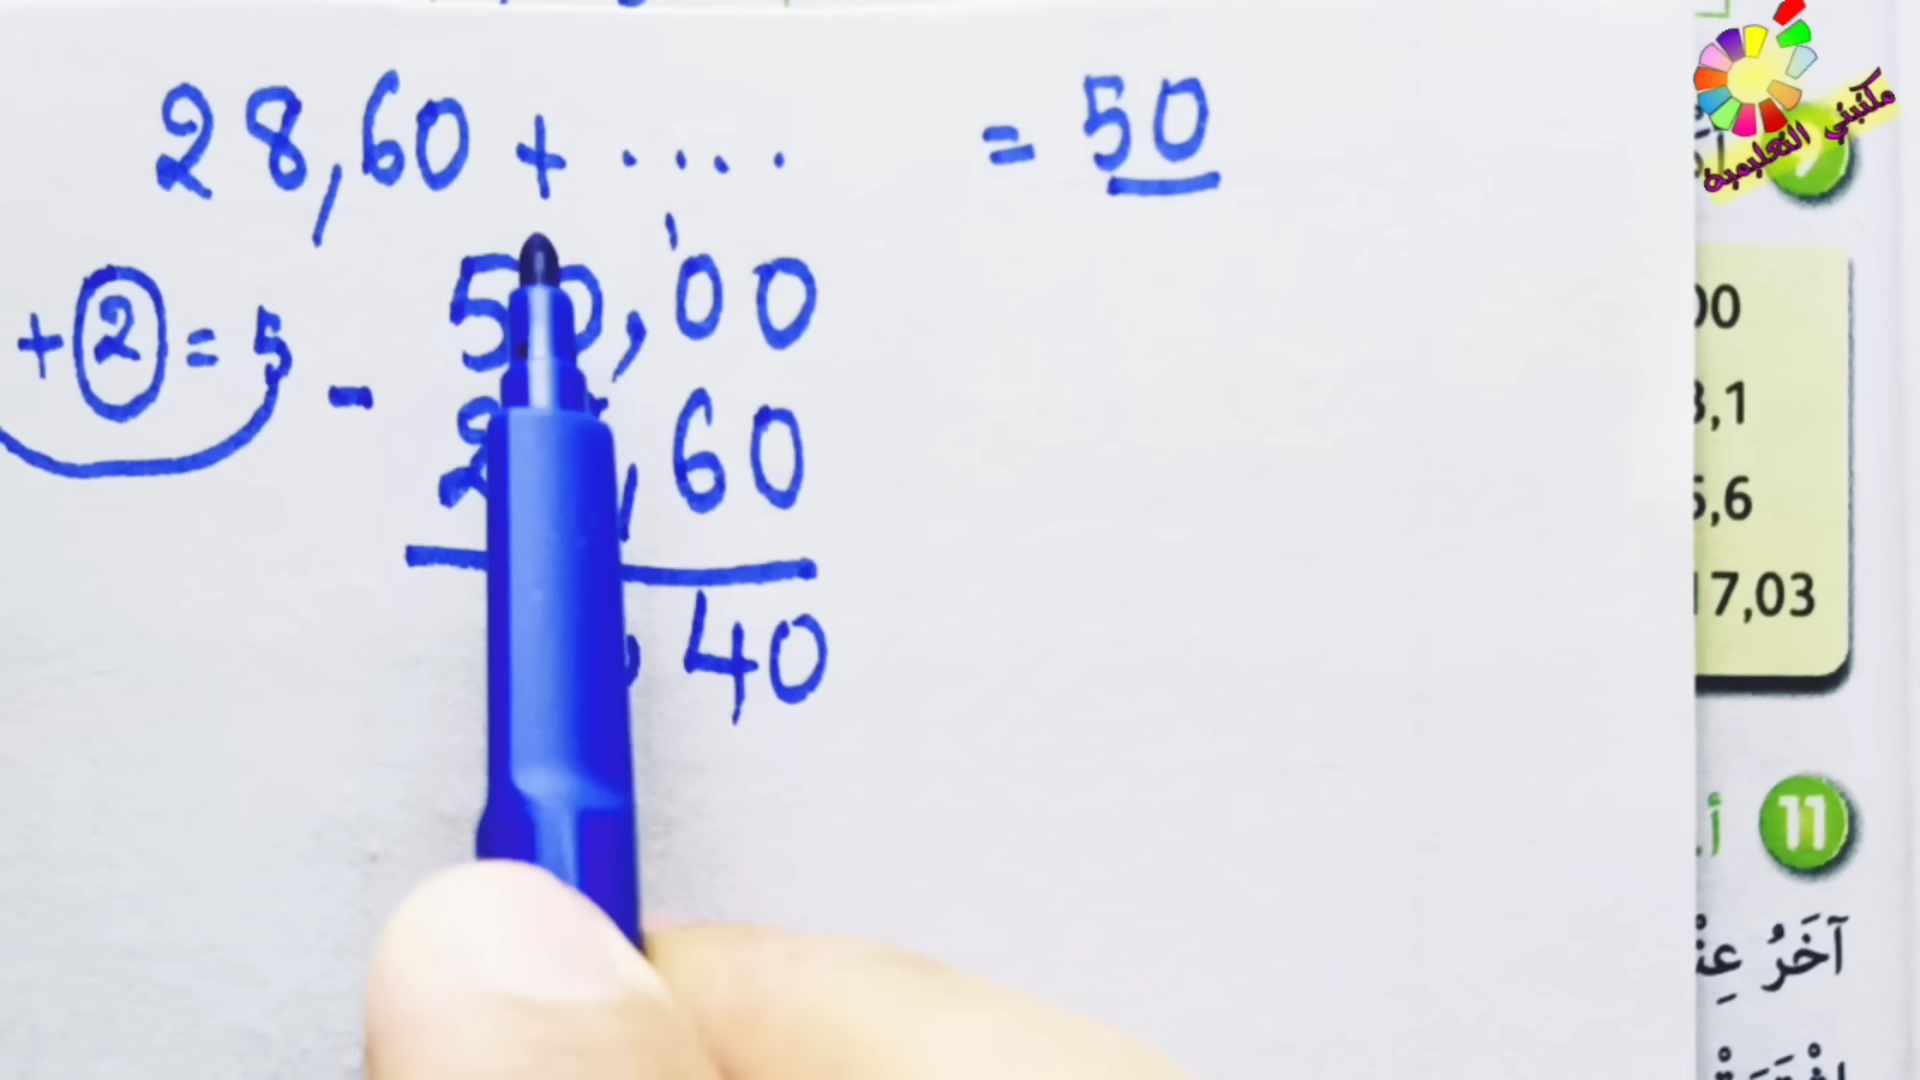 28,60 + .... = 50
+ 2 = 5
50,00
- 60
,40
00
3,1
5,6
17,03
11
آخَرُ
مكتبتي التعليمية